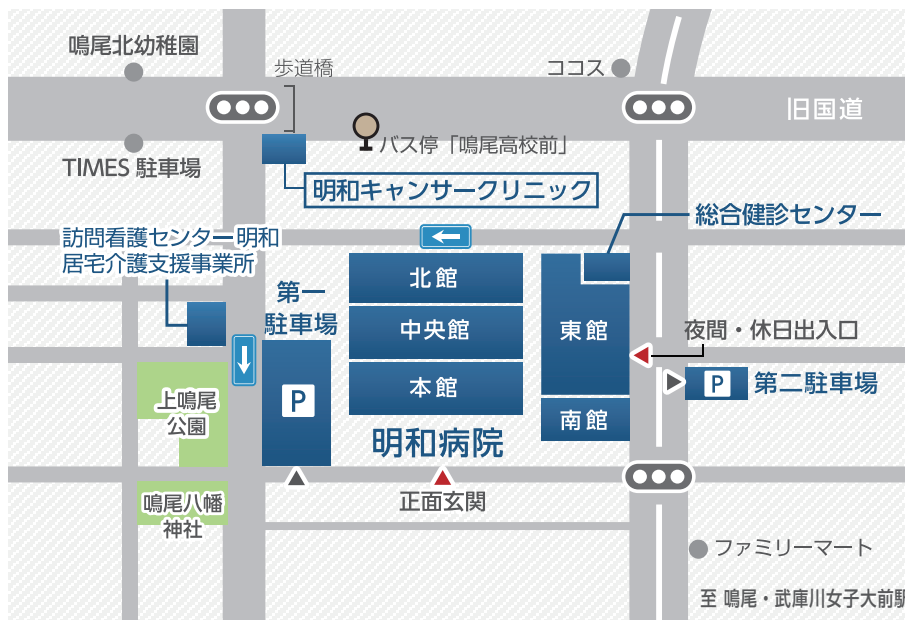 鳴尾北幼稚園
歩道橋
ココス
旧国道
バス停「鳴尾高校前」
TIMES 駐車場
明和キャンサークリニック
総合健診センター
訪問看護センター明和
居宅介護支援事業所
北館
第一
駐車場
中央館
東館
夜間・休日出入口
本館
P
P
第二駐車場
上鳴尾
公園
南館
明和病院
正面玄関
鳴尾八幡
神社
ファミリーマート
至 鳴尾・武庫川女子大前駅